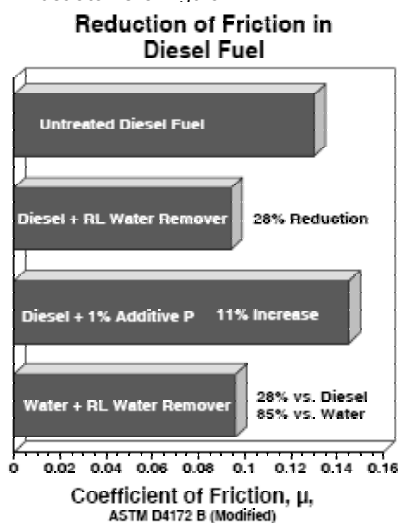 Reduction of Friction in
Diesel Fuel
Untreated Diesel Fuel
Diesel + RL Water Remover 28% Reduction
Diesel + 1% Additive P 11% Increase
Water + RL Water Remover 28% vs. Diesel
85% vs. Water
0 0.02 0.04 0.06 0.08 0.1 0.12 0.14 0.16
Coefficient of Friction, µ,
ASTM D4172 B (Modified)